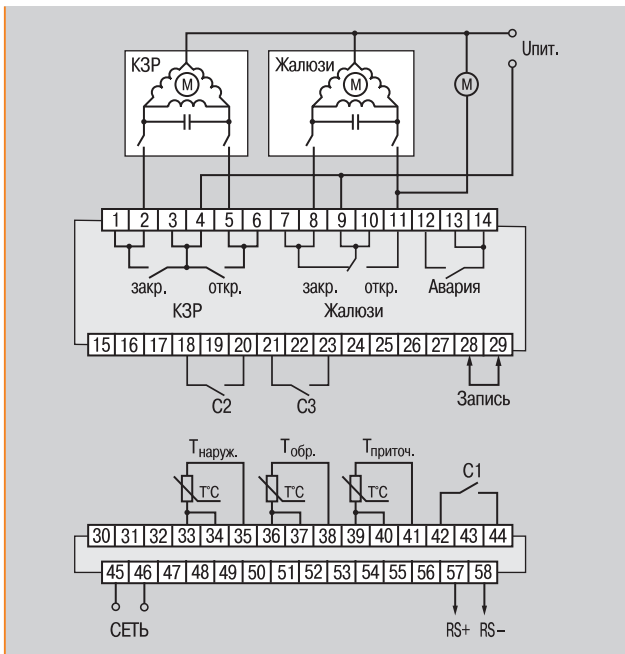 КЗР
M
Жалюзи
M
M
Uпит.
1 2 3 4 5 6 7 8 9 10 11 12 13 14
закр. откр. закр. откр. Авария
КЗР Жалюзи
15 16 17 18 19 20 21 22 23 24 25 26 27 28 29
С2 С3 Запись
Tнаруж. Tобр. Tприточ.
С1
T°C T°C T°C
30 31 32 33 34 35 36 37 38 39 40 41 42 43 44
45 46 47 48 49 50 51 52 53 54 55 56 57 58
СЕТЬ RS+ RS–